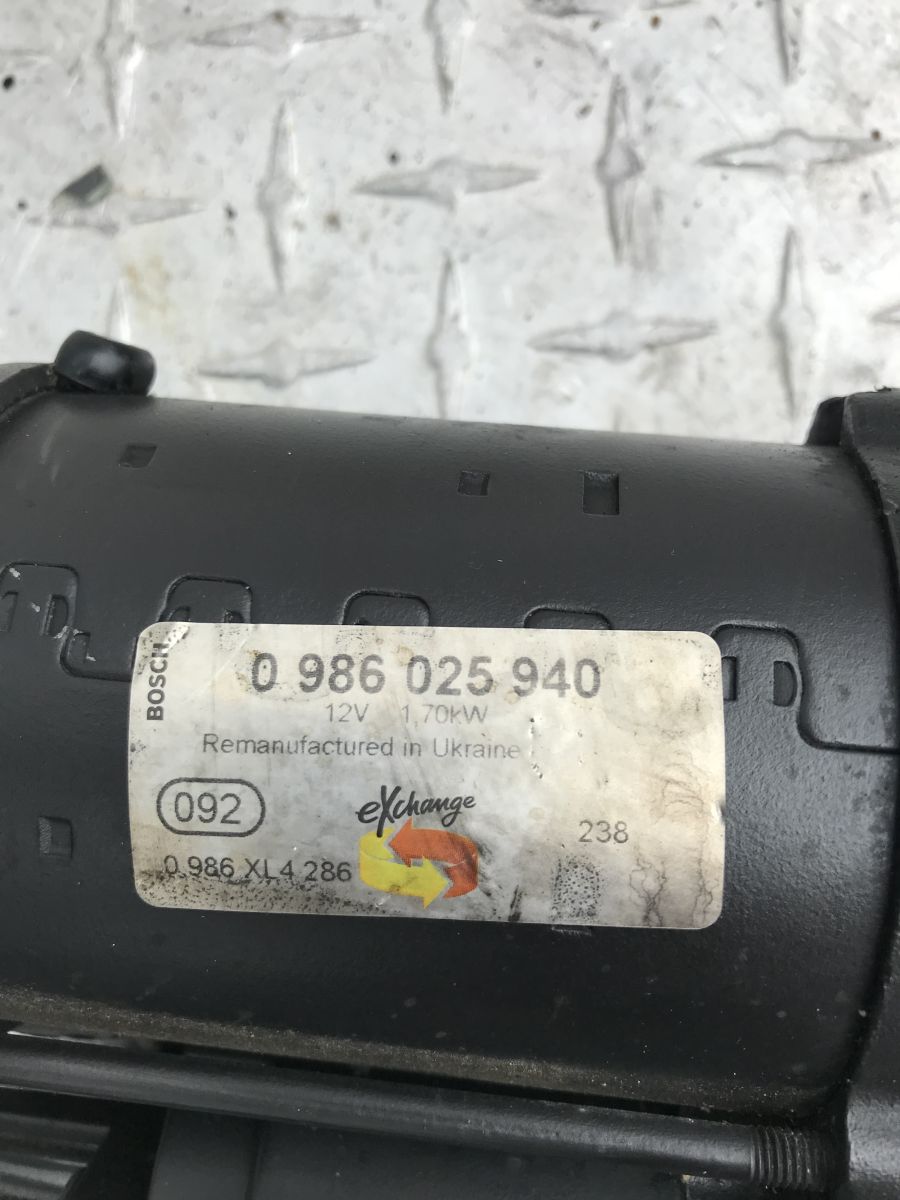 BOSCH
0 986 025 940
12V 1,70kW
Remanufactured in Ukraine
092
eXchange
238
0 986 XL4 286